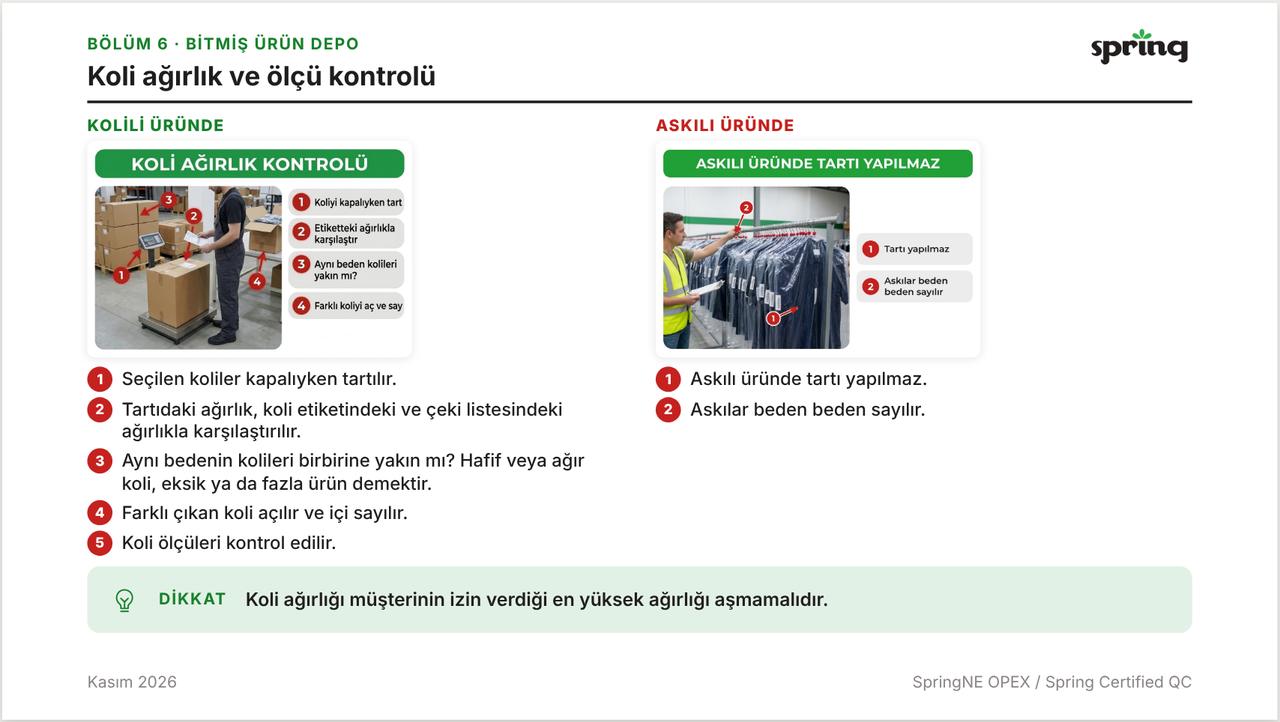 BÖLÜM 6 · BİTMİŞ ÜRÜN DEPO
Koli ağırlık ve ölçü kontrolü
spring
KOLİLİ ÜRÜNDE
KOLİ AĞIRLIK KONTROLÜ
3
2
1
4
1 Koliyi kapalıyken tart
2 Etiketteki ağırlıkla
karşılaştır
3 Aynı beden kolileri
yakın mı?
4 Farklı koliyi aç ve say
1 Seçilen koliler kapalıyken tartılır.
2 Tartıdaki ağırlık, koli etiketindeki ve çeki listesindeki
ağırlıkla karşılaştırılır.
3 Aynı bedenin kolileri birbirine yakın mı? Hafif veya ağır
koli, eksik ya da fazla ürün demektir.
4 Farklı çıkan koli açılır ve içi sayılır.
5 Koli ölçüleri kontrol edilir.
ASKILI ÜRÜNDE
ASKILI ÜRÜNDE TARTI YAPILMAZ
2
1
1 Tartı yapılmaz
2 Askılar beden
beden sayılır
1 Askılı üründe tartı yapılmaz.
2 Askılar beden beden sayılır.
DİKKAT Koli ağırlığı müşterinin izin verdiği en yüksek ağırlığı aşmamalıdır.
Kasım 2026
SpringNE OPEX / Spring Certified QC